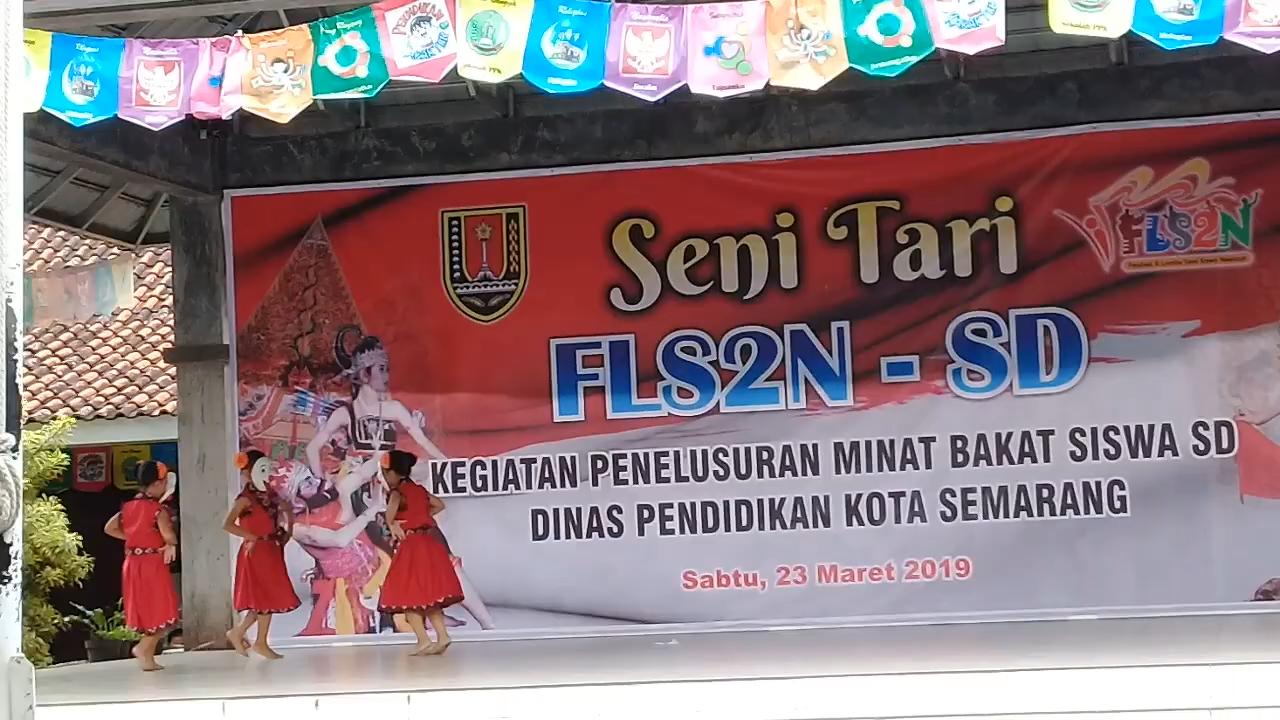 Seni Tari
FLS2N
FLS2N - SD
KEGIATAN PENELUSURAN MINAT BAKAT SISWA SD
DINAS PENDIDIKAN KOTA SEMARANG
Sabtu, 23 Maret 2019